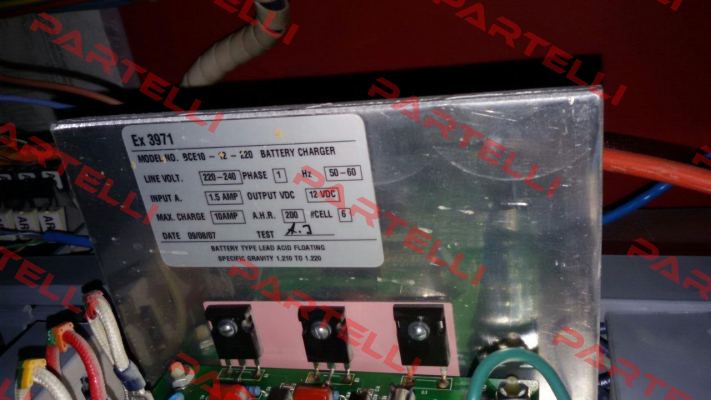 Ex 3971
MODEL NO. BCE10 - 12 - 220 BATTERY CHARGER
LINE VOLT. 220-240 PHASE 1 Hz 50-60
INPUT A. 1.5 AMP OUTPUT VDC 12 VDC
MAX. CHARGE 10AMP A.H.R. 200 #CELL 6
DATE 09/08/07 TEST
BATTERY TYPE LEAD ACID FLOATING
SPECIFIC GRAVITY 1.210 TO 1.220
PARTELLI
PARTELLI
PARTELLI
PARTELLI
PARTELLI
PARTELLI
PARTELLI
PARTELLI